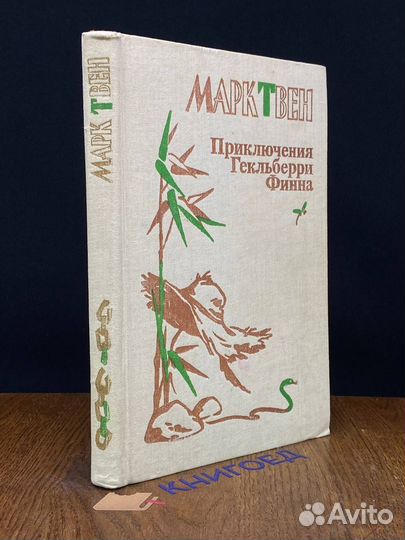 МАРК ТВЕН
МАРК ТВЕН
Приключения
Гекльберри
Финна
КНИГОЕД
Avito